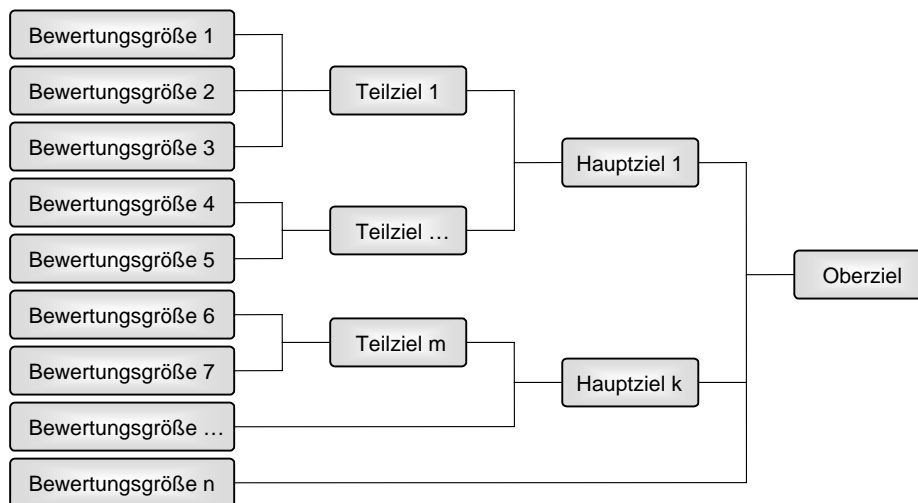 Bewertungsgröße 1
Bewertungsgröße 2
Bewertungsgröße 3
Bewertungsgröße 4
Bewertungsgröße 5
Bewertungsgröße 6
Bewertungsgröße 7
Bewertungsgröße …
Bewertungsgröße n
Teilziel 1
Teilziel …
Teilziel m
Hauptziel 1
Hauptziel k
Oberziel